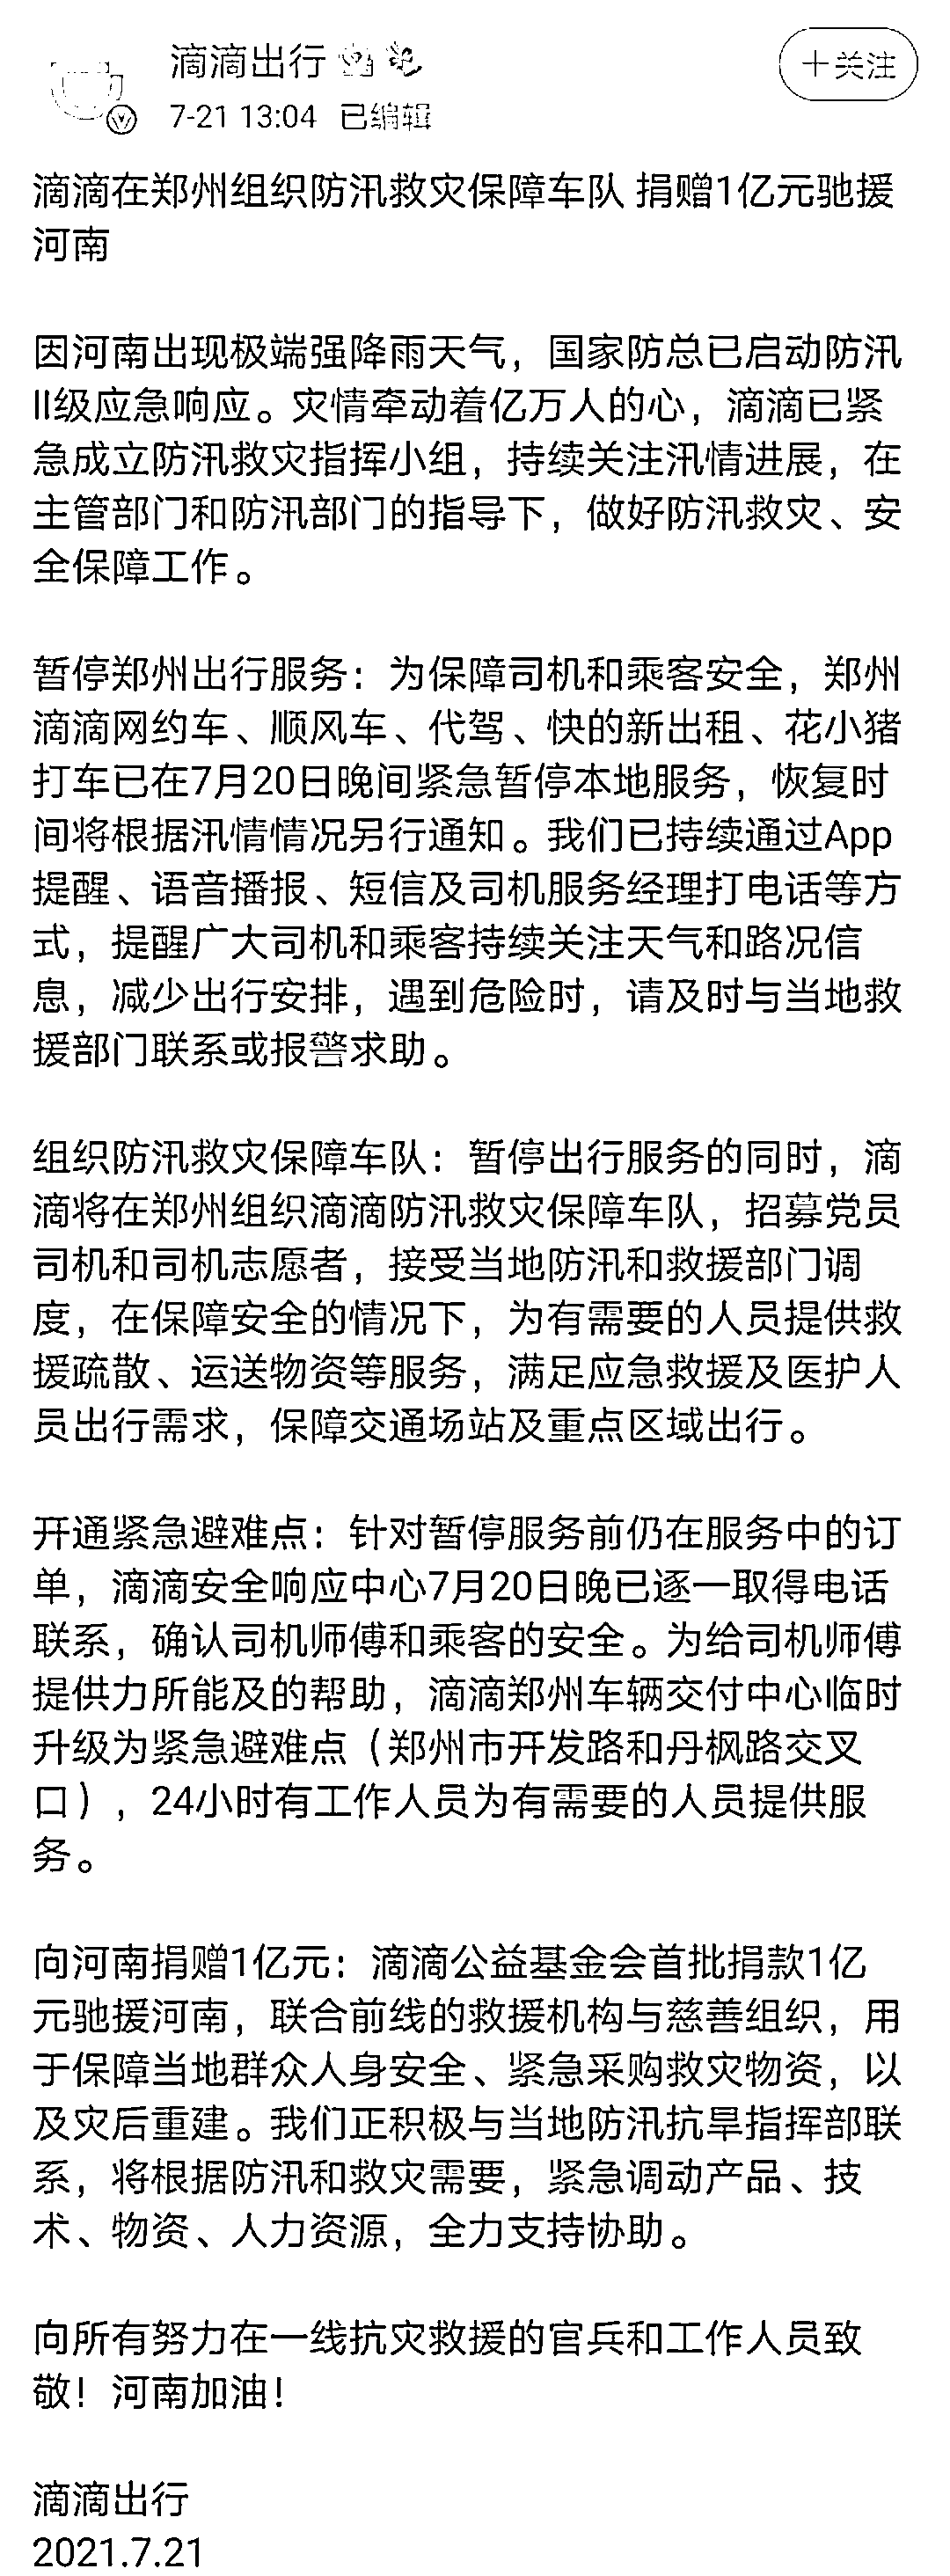 滴滴出行
+关注
7-21 13:04 已编辑
滴滴在郑州组织防汛救灾保障车队 捐赠1亿元驰援
河南
因河南出现极端强降雨天气，国家防总已启动防汛
II级应急响应。灾情牵动着亿万人的心，滴滴已紧
急成立防汛救灾指挥小组，持续关注汛情进展，在
主管部门和防汛部门的指导下，做好防汛救灾、安
全保障工作。
暂停郑州出行服务：为保障司机和乘客安全，郑州
滴滴网约车、顺风车、代驾、快的新出租、花小猪
打车已在7月20日晚间紧急暂停本地服务，恢复时
间将根据汛情情况另行通知。我们已持续通过App
提醒、语音播报、短信及司机服务经理打电话等方
式，提醒广大司机和乘客持续关注天气和路况信
息，减少出行安排，遇到危险时，请及时与当地救
援部门联系或报警求助。
组织防汛救灾保障车队：暂停出行服务的同时，滴
滴将在郑州组织滴滴防汛救灾保障车队，招募党员
司机和司机志愿者，接受当地防汛和救援部门调
度，在保障安全的情况下，为有需要的人员提供救
援疏散、运送物资等服务，满足应急救援及医护人
员出行需求，保障交通场站及重点区域出行。
开通紧急避难点：针对暂停服务前仍在服务中的订
单，滴滴安全响应中心7月20日晚已逐一取得电话
联系，确认司机师傅和乘客的安全。为给司机师傅
提供力所能及的帮助，滴滴郑州车辆交付中心临时
升级为紧急避难点（郑州市开发路和丹枫路交叉
口），24小时有工作人员为有需要的人员提供服
务。
向河南捐赠1亿元：滴滴公益基金会首批捐款1亿
元驰援河南，联合前线的救援机构与慈善组织，用
于保障当地群众人身安全、紧急采购救灾物资，以
及灾后重建。我们正积极与当地防汛抗旱指挥部联
系，将根据防汛和救灾需要，紧急调动产品、技
术、物资、人力资源，全力支持协助。
向所有努力在一线抗灾救援的官兵和工作人员致
敬！河南加油！
滴滴出行
2021.7.21